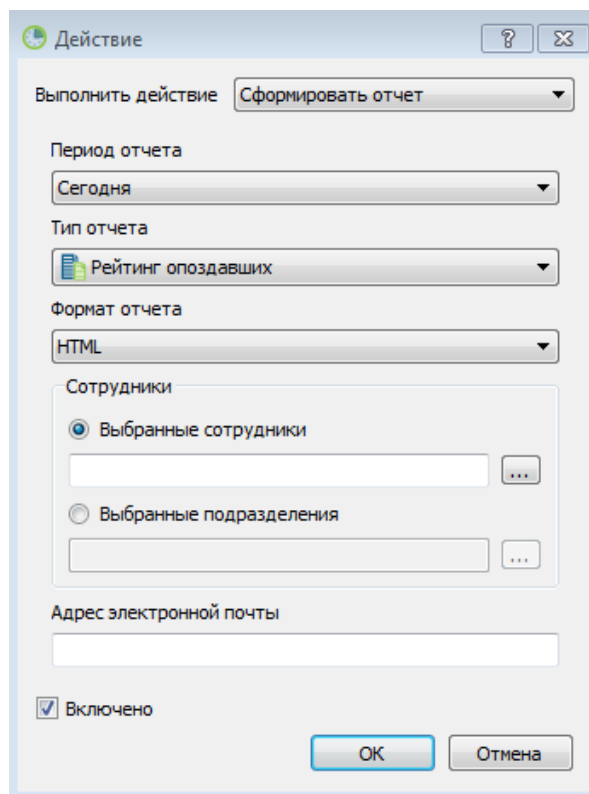 Действие
Выполнить действие Сформировать отчет
Период отчета
Сегодня
Тип отчета
Рейтинг опоздавших
Формат отчета
HTML
Сотрудники
Выбранные сотрудники
...
Выбранные подразделения
...
Адрес электронной почты
Включено
ОК Отмена